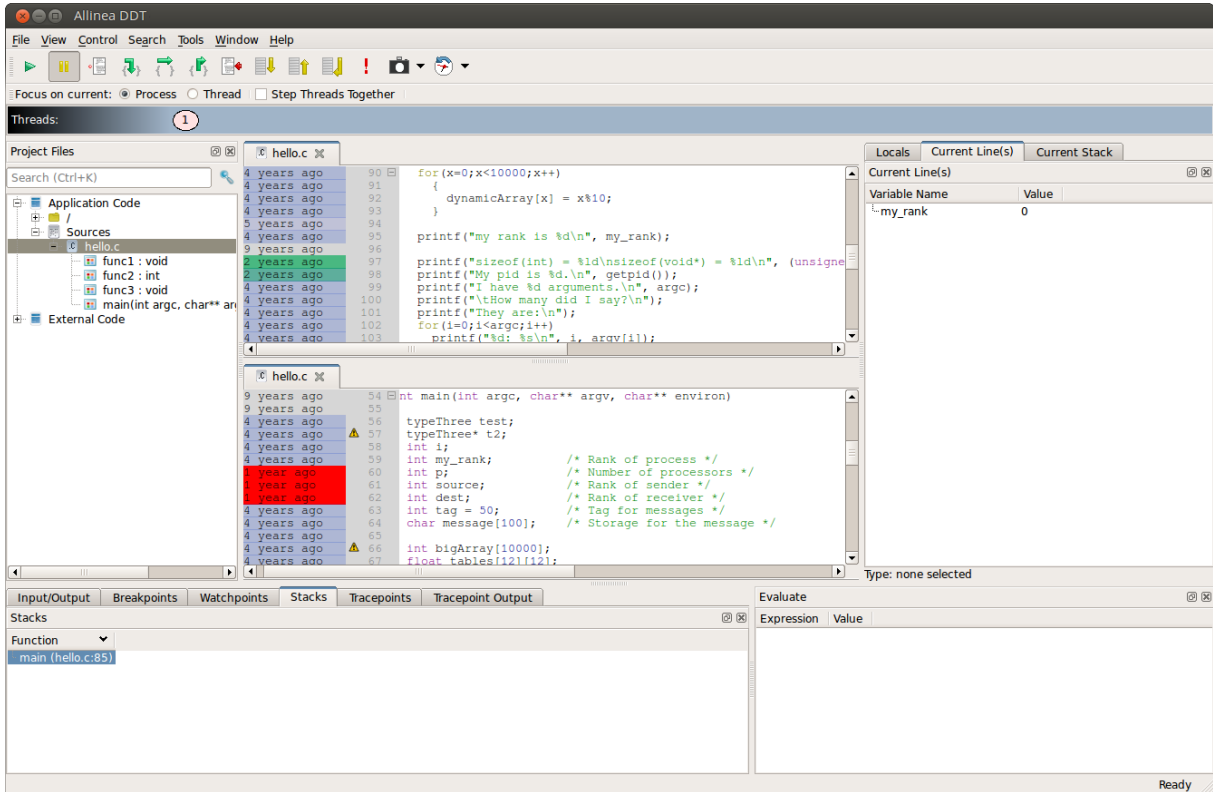 Allinea DDT
File View Control Search Tools Window Help
Focus on current: Process Thread Step Threads Together
Threads: 1
Project Files
Search (Ctrl+K)
Application Code
/
Sources
hello.c
func1 : void
func2 : int
func3 : void
main(int argc, char** ar
External Code
hello.c
4 years ago 90 for(x=0;x<10000;x++)
4 years ago 91 {
4 years ago 92 dynamicArray[x] = x%10;
4 years ago 93 }
5 years ago 94
4 years ago 95 printf("my rank is %d\n", my_rank);
9 years ago 96
2 years ago 97 printf("sizeof(int) = %ld\nsizeof(void*) = %ld\n", (unsigne
2 years ago 98 printf("My pid is %d.\n", getpid());
4 years ago 99 printf("I have %d arguments.\n", argc);
4 years ago 100 printf("\tHow many did I say?\n");
4 years ago 101 printf("They are:\n");
4 years ago 102 for(i=0;i<argc;i++)
4 years ago 103 printf("%d: %s\n", i, argv[i]);
hello.c
9 years ago 54 nt main(int argc, char** argv, char** environ)
9 years ago 55
4 years ago 56 typeThree test;
4 years ago 57 typeThree* t2;
4 years ago 58 int i;
4 years ago 59 int my_rank; /* Rank of process */
1 year ago 60 int p; /* Number of processors */
1 year ago 61 int source; /* Rank of sender */
1 year ago 62 int dest; /* Rank of receiver */
4 years ago 63 int tag = 50; /* Tag for messages */
4 years ago 64 char message[100]; /* Storage for the message */
4 years ago 65
4 years ago 66 int bigArray[10000];
4 years ago 67 float tables[12][12];
Locals Current Line(s) Current Stack
Current Line(s)
Variable Name Value
my_rank 0
Type: none selected
Input/Output Breakpoints Watchpoints Stacks Tracepoints Tracepoint Output
Stacks
Function
main (hello.c:85)
Evaluate
Expression Value
Ready